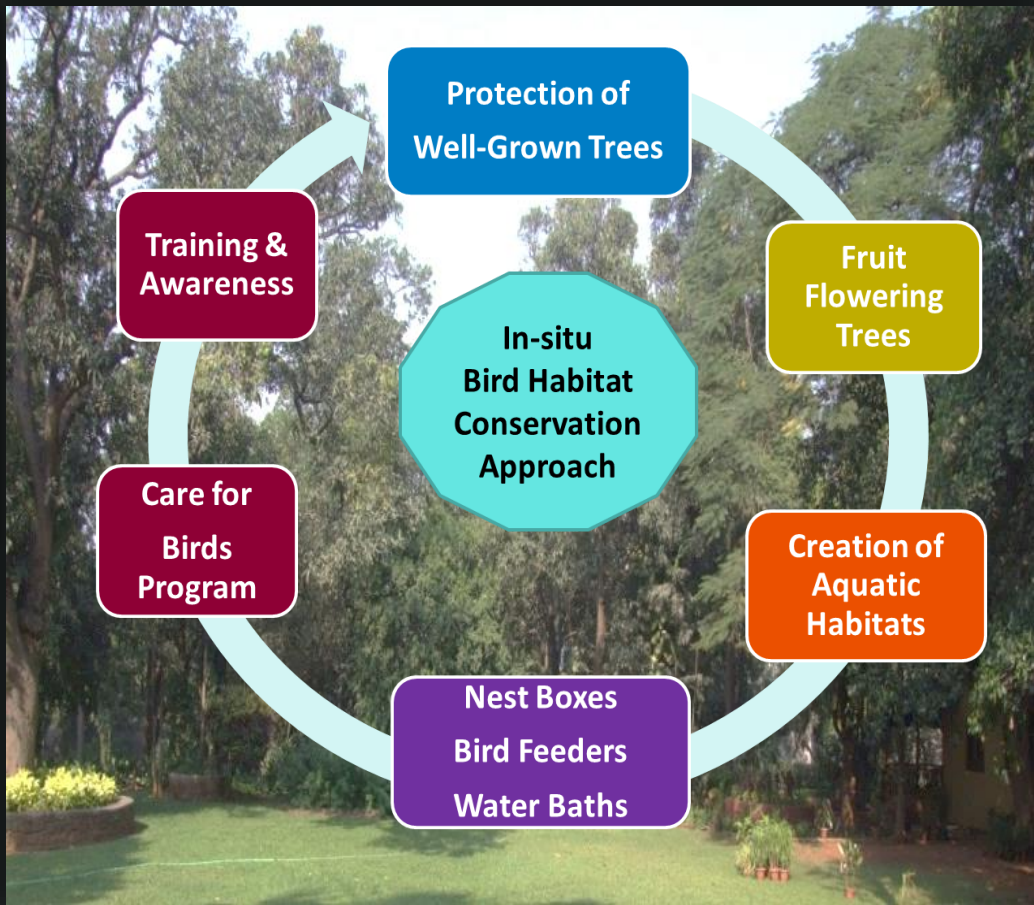 Protection of
Well-Grown Trees
Fruit
Flowering
Trees
Creation of
Aquatic
Habitats
Nest Boxes
Bird Feeders
Water Baths
Care for
Birds
Program
Training &
Awareness
In-situ
Bird Habitat
Conservation
Approach